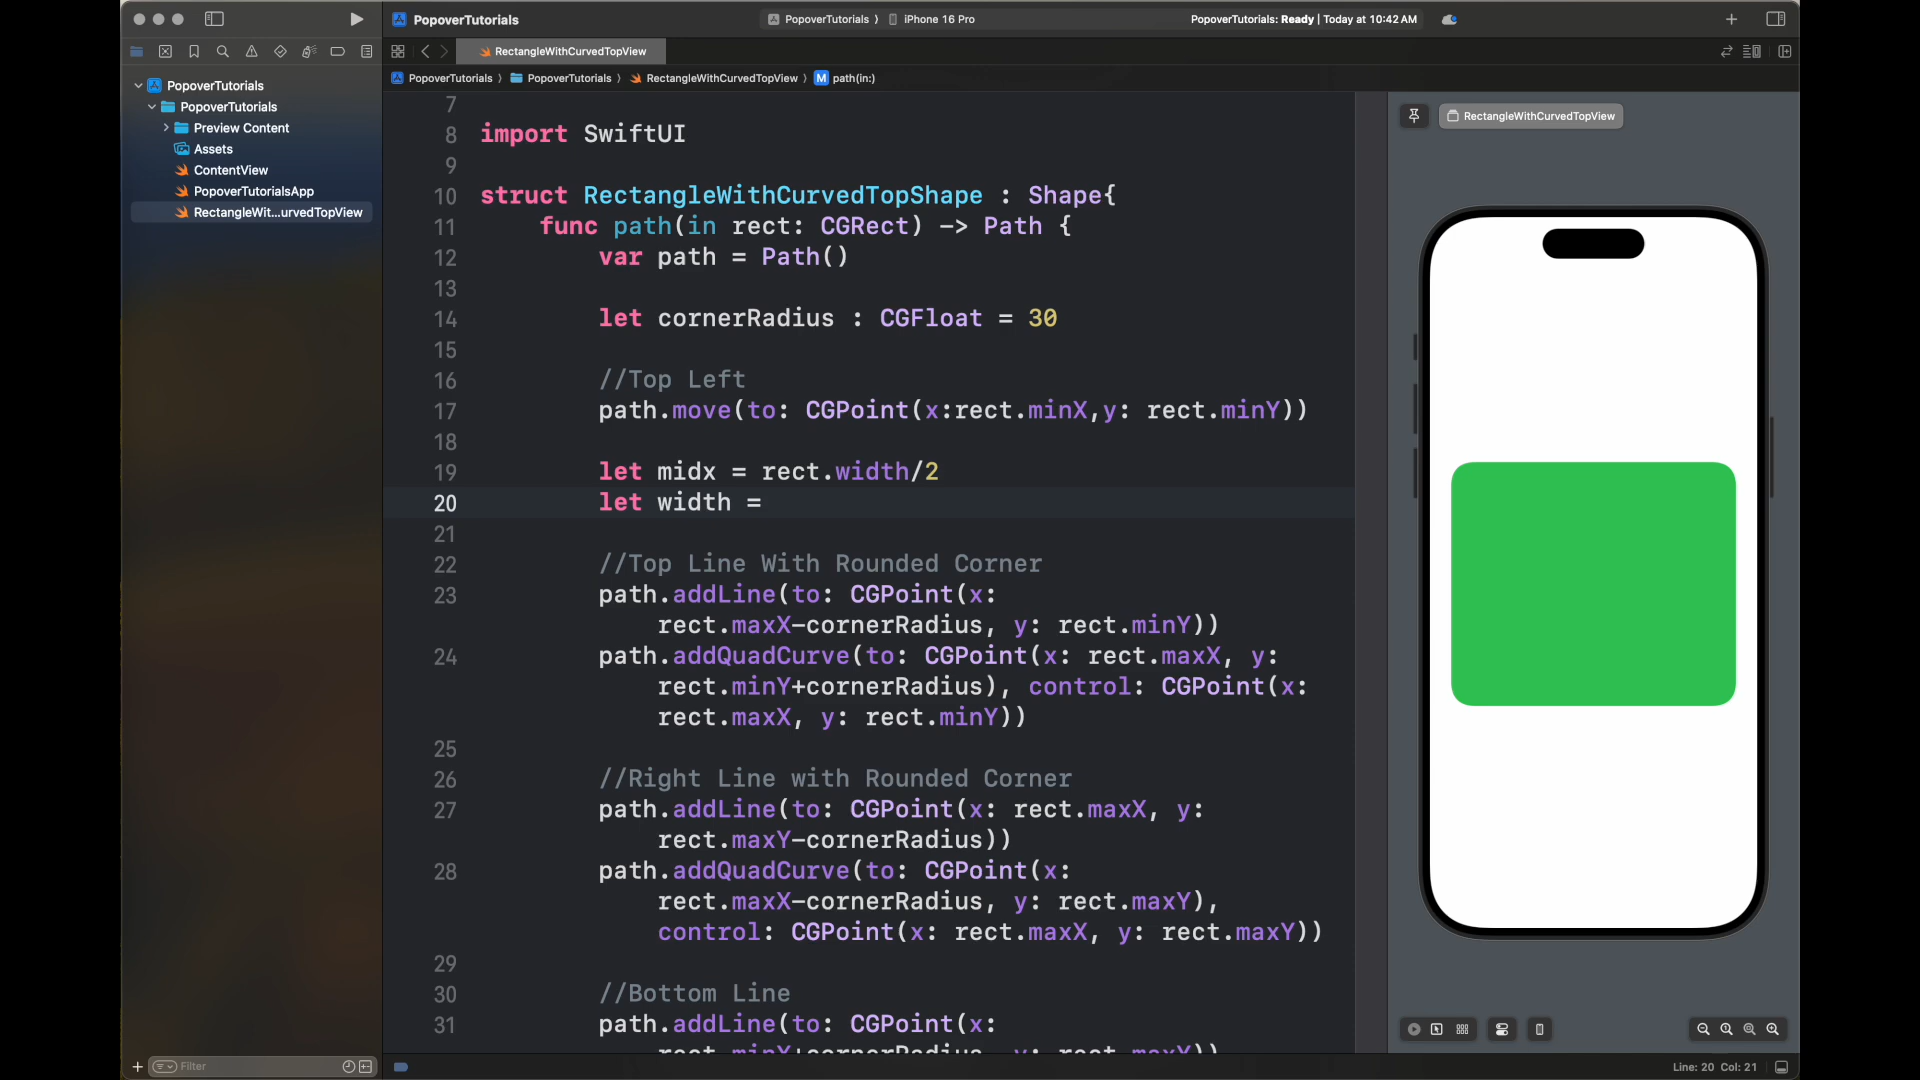 PopoverTutorials
PopoverTutorials
iPhone 16 Pro
PopoverTutorials: Ready | Today at 10:42 AM
RectangleWithCurvedTopView
PopoverTutorials
PopoverTutorials
RectangleWithCurvedTopView
M path(in:)
PopoverTutorials
PopoverTutorials
Preview Content
Assets
ContentView
PopoverTutorialsApp
RectangleWit...urvedTopView
7
8 import SwiftUI
9
10 struct RectangleWithCurvedTopShape : Shape{
11 func path(in rect: CGRect) -> Path {
12 var path = Path()
13
14 let cornerRadius : CGFloat = 30
15
16 //Top Left
17 path.move(to: CGPoint(x:rect.minX,y: rect.minY))
18
19 let midx = rect.width/2
20 let width =
21
22 //Top Line With Rounded Corner
23 path.addLine(to: CGPoint(x:
rect.maxX-cornerRadius, y: rect.minY))
24 path.addQuadCurve(to: CGPoint(x: rect.maxX, y:
rect.minY+cornerRadius), control: CGPoint(x:
rect.maxX, y: rect.minY))
25
26 //Right Line with Rounded Corner
27 path.addLine(to: CGPoint(x: rect.maxX, y:
rect.maxY-cornerRadius))
28 path.addQuadCurve(to: CGPoint(x:
rect.maxX-cornerRadius, y: rect.maxY),
control: CGPoint(x: rect.maxX, y: rect.maxY))
29
30 //Bottom Line
31 path.addLine(to: CGPoint(x:
rect.minX+cornerRadius, y: rect.maxY))
RectangleWithCurvedTopView
Filter
Line: 20 Col: 21